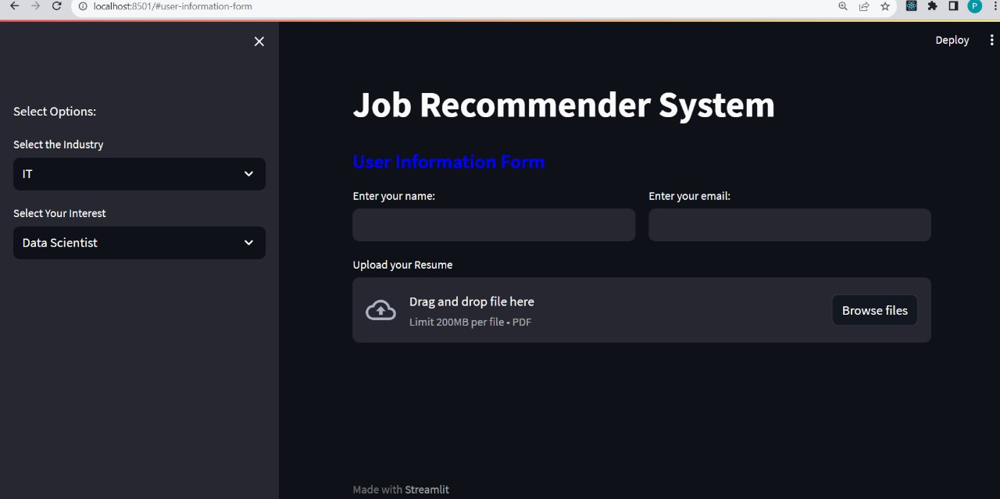 localhost:8501/#user-information-form
P
Deploy
Select Options:
Select the Industry
IT
Select Your Interest
Data Scientist
Job Recommender System
User Information Form
Enter your name:
Enter your email:
Upload your Resume
Drag and drop file here
Limit 200MB per file • PDF
Browse files
Made with Streamlit